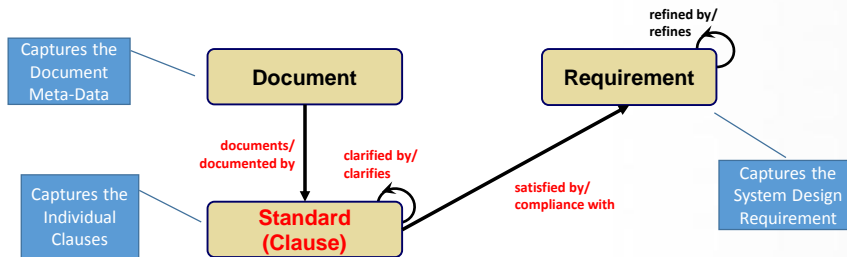 refined by/
refines
Captures the
Document
Meta-Data
Document
Requirement
documents/
documented by
clarified by/
clarifies
satisfied by/
compliance with
Captures the
Individual
Clauses
Standard
(Clause)
Captures the
System Design
Requirement